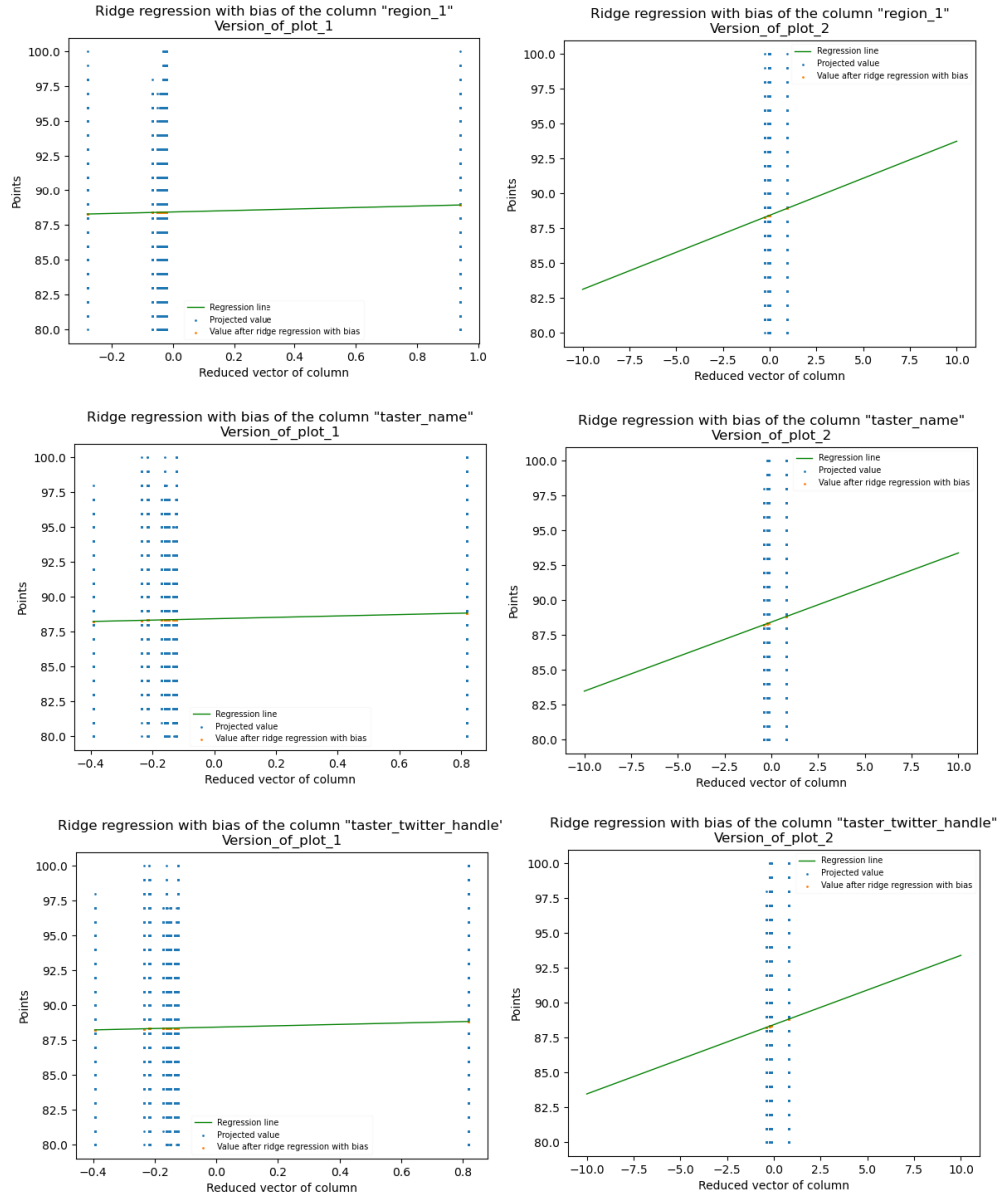 Ridge regression with bias of the column "region_1"
Version_of_plot_1
100.0
97.5
95.0
92.5
90.0
87.5
85.0
82.5
80.0
Points
Regression line
Projected value
Value after ridge regression with bias
−0.2 0.0 0.2 0.4 0.6 0.8 1.0
Reduced vector of column
Ridge regression with bias of the column "region_1"
Version_of_plot_2
100.0
97.5
95.0
92.5
90.0
87.5
85.0
82.5
80.0
Points
Regression line
Projected value
Value after ridge regression with bias
−10.0 −7.5 −5.0 −2.5 0.0 2.5 5.0 7.5 10.0
Reduced vector of column
Ridge regression with bias of the column "taster_name"
Version_of_plot_1
100.0
97.5
95.0
92.5
90.0
87.5
85.0
82.5
80.0
Points
Regression line
Projected value
Value after ridge regression with bias
−0.4 −0.2 0.0 0.2 0.4 0.6 0.8
Reduced vector of column
Ridge regression with bias of the column "taster_name"
Version_of_plot_2
100.0
97.5
95.0
92.5
90.0
87.5
85.0
82.5
80.0
Points
Regression line
Projected value
Value after ridge regression with bias
−10.0 −7.5 −5.0 −2.5 0.0 2.5 5.0 7.5 10.0
Reduced vector of column
Ridge regression with bias of the column "taster_twitter_handle'
Version_of_plot_1
100.0
97.5
95.0
92.5
90.0
87.5
85.0
82.5
80.0
Points
Regression line
Projected value
Value after ridge regression with bias
−0.4 −0.2 0.0 0.2 0.4 0.6 0.8
Reduced vector of column
Ridge regression with bias of the column "taster_twitter_handle"
Version_of_plot_2
100.0
97.5
95.0
92.5
90.0
87.5
85.0
82.5
80.0
Points
Regression line
Projected value
Value after ridge regression with bias
−10.0 −7.5 −5.0 −2.5 0.0 2.5 5.0 7.5 10.0
Reduced vector of column